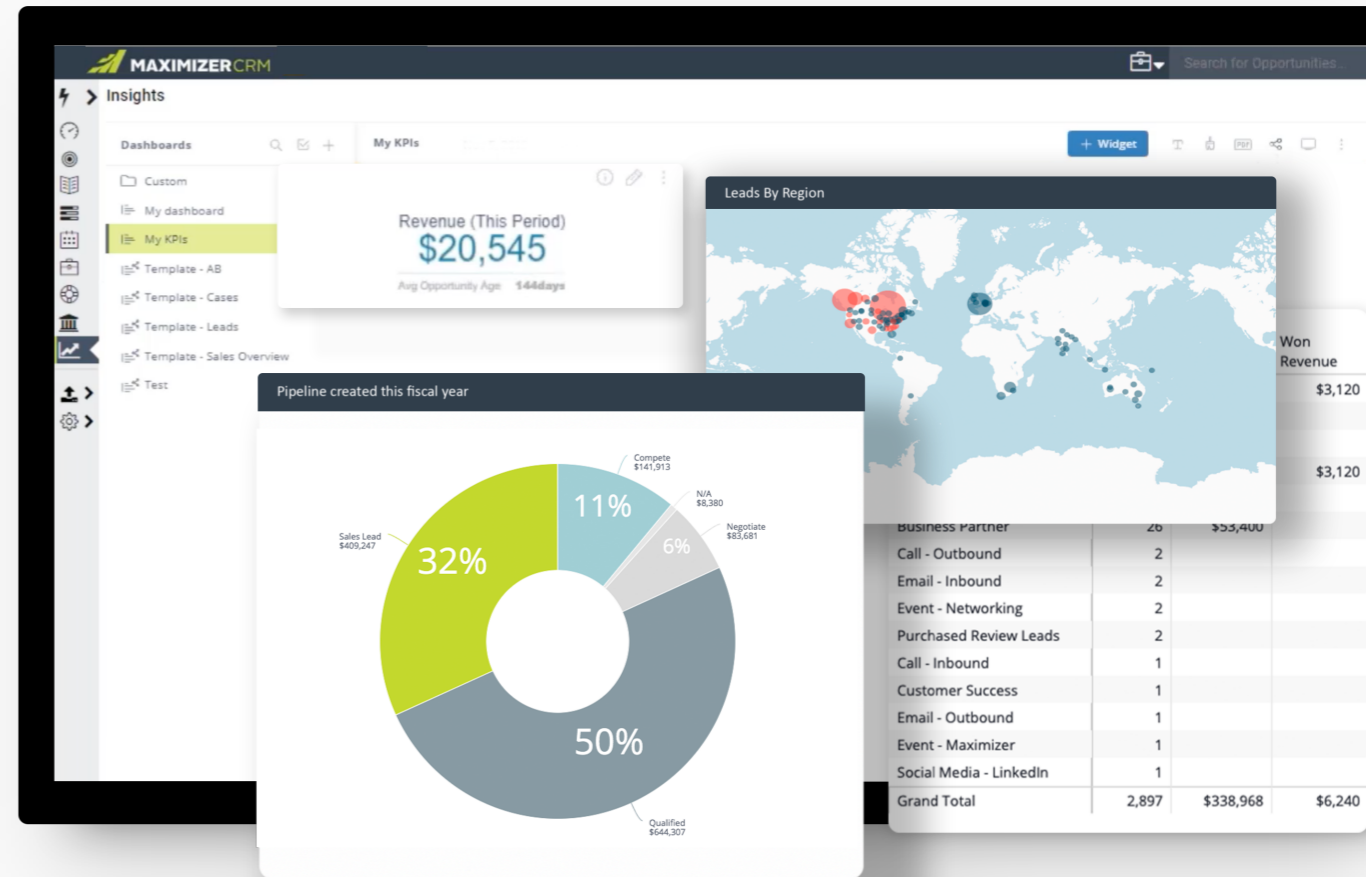 MAXIMIZERCRM
Search for Opportunities...
Insights
Dashboards
My KPIs
+ Widget
PDF
Custom
My dashboard
My KPIs
Template - AB
Template - Cases
Template - Leads
Template - Sales Overview
Test
Revenue (This Period)
$20,545
Avg Opportunity Age 144days
Leads By Region
Pipeline created this fiscal year
Compete
$141,913
11%
N/A
$8,380
Negotiate
$83,681
6%
Sales Lead
$409,247
32%
50%
Qualified
$644,307
Won
Revenue
$3,120
$3,120
Business Partner 26 $53,400
Call - Outbound 2
Email - Inbound 2
Event - Networking 2
Purchased Review Leads 2
Call - Inbound 1
Customer Success 1
Email - Outbound 1
Event - Maximizer 1
Social Media - LinkedIn 1
Grand Total 2,897 $338,968 $6,240